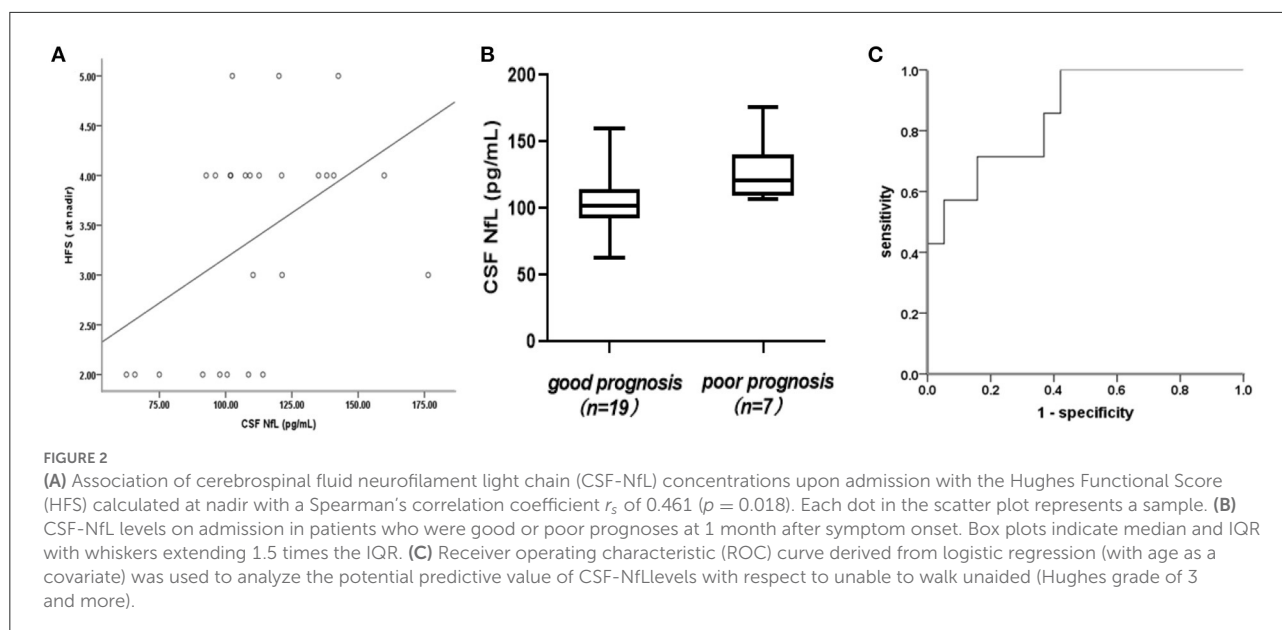 A
HFS ( at nadir)
5.00
4.50
4.00
3.50
3.00
2.50
2.00
75.00 100.00 125.00 150.00 175.00
CSF NfL (pg/mL)
B
CSF NfL (pg/mL)
200
150
100
50
0
good prognosis poor prognosis
(n=19) (n=7)
C
sensitivity
1.0
0.8
0.6
0.4
0.2
0.0
0.0 0.2 0.4 0.6 0.8 1.0
1 - specificity
FIGURE 2
(A) Association of cerebrospinal fluid neurofilament light chain (CSF-NfL) concentrations upon admission with the Hughes Functional Score
(HFS) calculated at nadir with a Spearman's correlation coefficient rs of 0.461 (p = 0.018). Each dot in the scatter plot represents a sample. (B)
CSF-NfL levels on admission in patients who were good or poor prognoses at 1 month after symptom onset. Box plots indicate median and IQR
with whiskers extending 1.5 times the IQR. (C) Receiver operating characteristic (ROC) curve derived from logistic regression (with age as a
covariate) was used to analyze the potential predictive value of CSF-NfLlevels with respect to unable to walk unaided (Hughes grade of 3
and more).